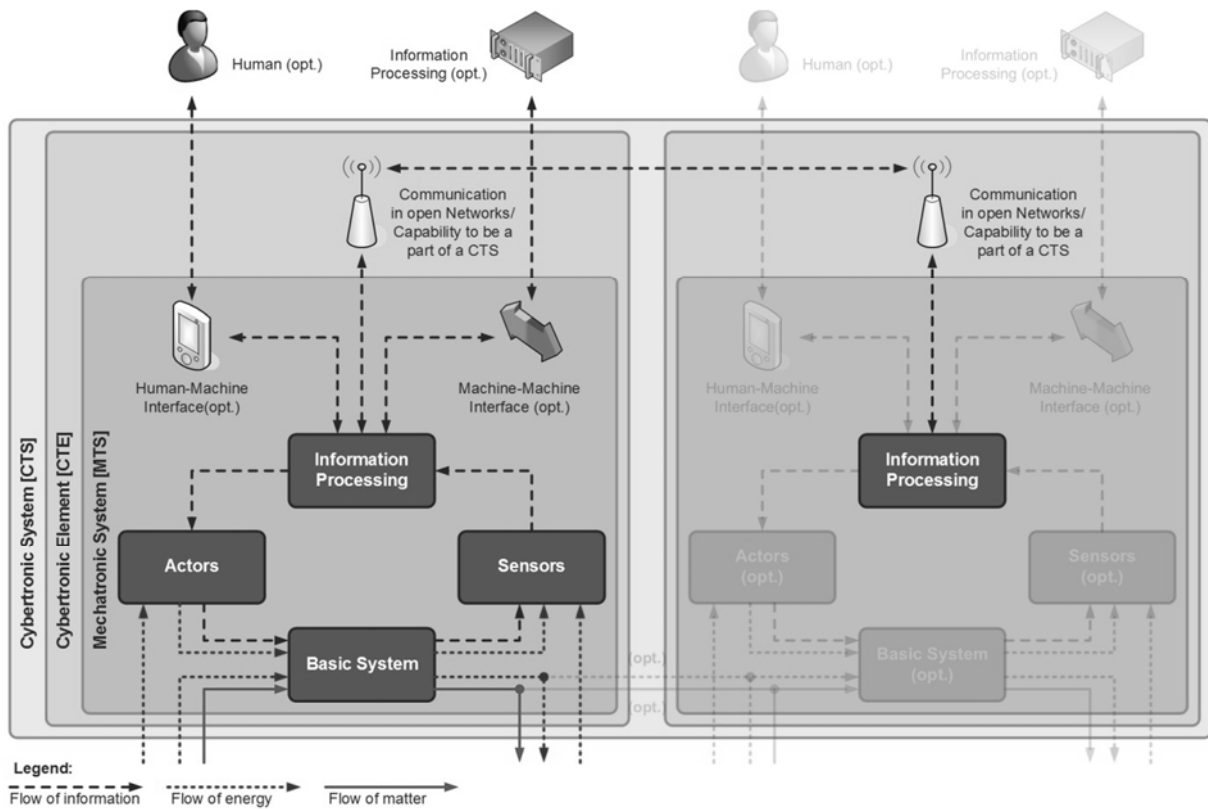 Human (opt.)
Information
Processing (opt.)
Human (opt.)
Information
Processing (opt.)
Communication
in open Networks/
Capability to be a
part of a CTS
Communication
in open Networks/
Capability to be a
part of a CTS
Human-Machine
Interface(opt.)
Machine-Machine
Interface (opt.)
Human-Machine
Interface(opt.)
Machine-Machine
Interface (opt.)
Cybertronic System [CTS]
Cybertronic Element [CTE]
Mechatronic System [MTS]
Information
Processing
Information
Processing
Actors
Sensors
Actors
(opt.)
Sensors
(opt.)
Basic System
(opt.)
(opt.)
Basic System
(opt.)
Legend:
Flow of information
Flow of energy
Flow of matter